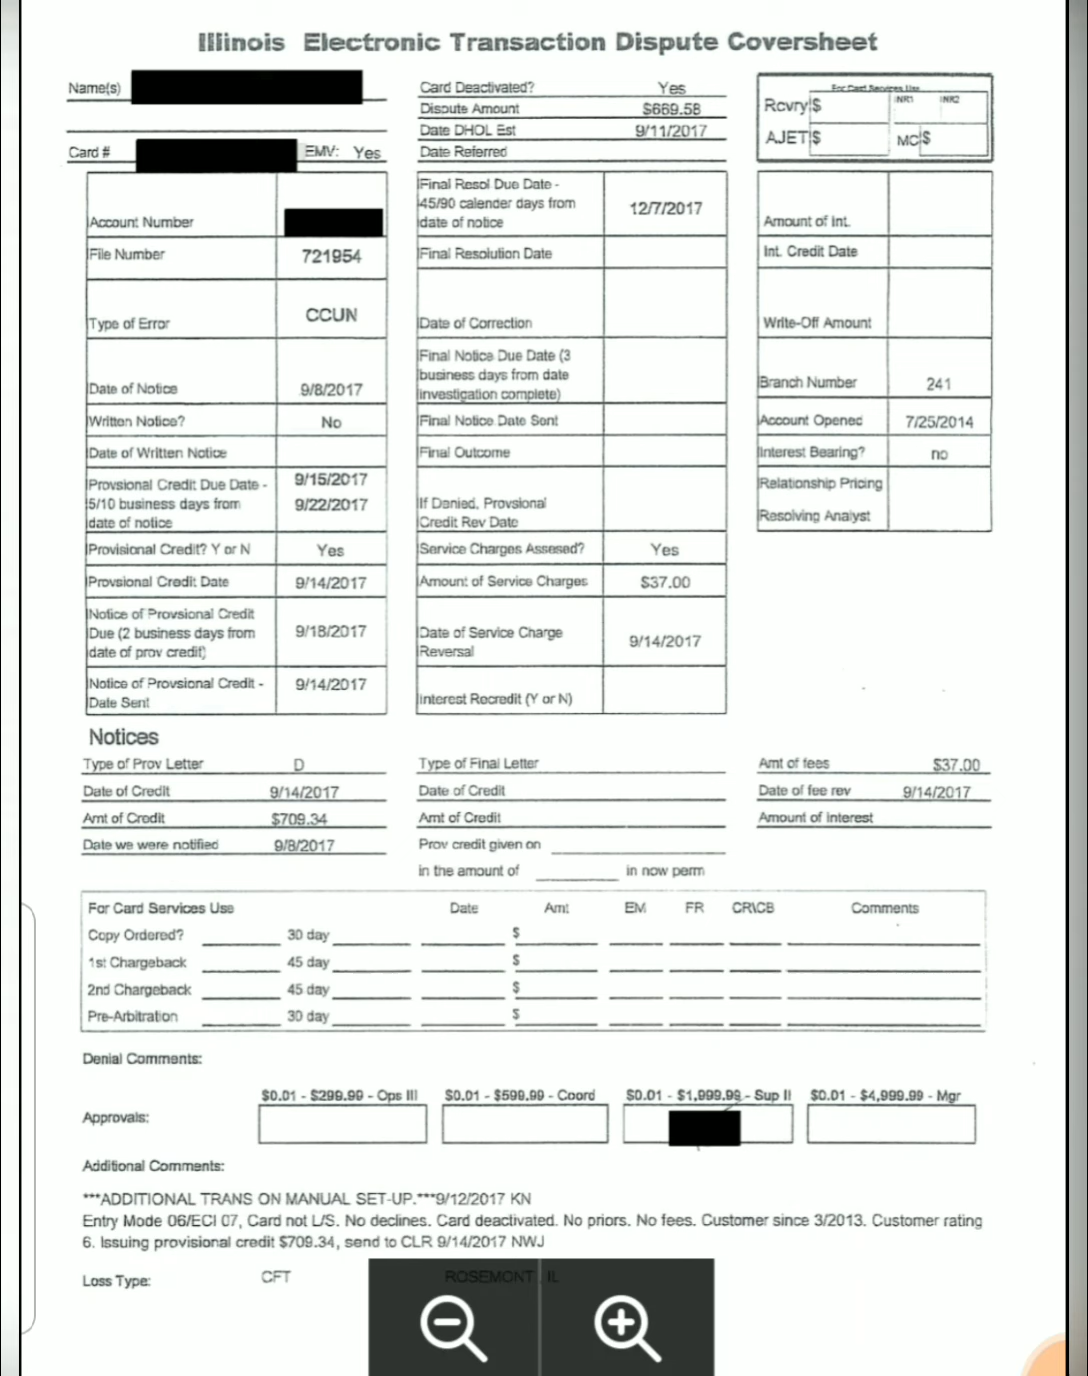 Illinois Electronic Transaction Dispute Coversheet
Name(s)
Card # EMV: Yes
Account Number
File Number 721954
Type of Error CCUN
Date of Notice 9/8/2017
Written Notice? No
Date of Written Notice
Provsional Credit Due Date - 9/15/2017
5/10 business days from 9/22/2017
date of notice
Provisional Credit? Y or N Yes
Provsional Credit Date 9/14/2017
Notice of Provsional Credit
Due (2 business days from 9/18/2017
date of prov credit)
Notice of Provsional Credit - 9/14/2017
Date Sent
Card Deactivated? Yes
Dispute Amount $669.58
Date DHOL Est 9/11/2017
Date Referred
Final Resol Due Date -
45/90 calender days from 12/7/2017
date of notice
Final Resolution Date
Date of Correction
Final Notice Due Date (3
business days from date
investigation complete)
Final Notice Date Sent
Final Outcome
If Denied, Provsional
Credit Rev Date
Service Charges Assesed? Yes
Amount of Service Charges $37.00
Date of Service Charge 9/14/2017
Reversal
Interest Recredit (Y or N)
For Card Services Use
Rcvry $ INR1 INR2
AJET $ MC $
Amount of Int.
Int. Credit Date
Write-Off Amount
Branch Number 241
Account Opened 7/25/2014
Interest Bearing? no
Relationship Pricing
Resolving Analyst
Notices
Type of Prov Letter D
Date of Credit 9/14/2017
Amt of Credit $709.34
Date we were notified 9/8/2017
Type of Final Letter
Date of Credit
Amt of Credit
Prov credit given on
in the amount of in now perm
Amt of fees $37.00
Date of fee rev 9/14/2017
Amount of interest
For Card Services Use Date Amt EM FR CR\CB Comments
Copy Ordered? 30 day $
1st Chargeback 45 day $
2nd Chargeback 45 day $
Pre-Arbitration 30 day $
Denial Comments:
$0.01 - $299.99 - Ops III $0.01 - $599.99 - Coord $0.01 - $1,999.99 - Sup II $0.01 - $4,999.99 - Mgr
Approvals:
Additional Comments:
***ADDITIONAL TRANS ON MANUAL SET-UP.***9/12/2017 KN
Entry Mode 06/ECI 07, Card not L/S. No declines. Card deactivated. No priors. No fees. Customer since 3/2013. Customer rating
6. Issuing provisional credit $709.34, send to CLR 9/14/2017 NWJ
Loss Type: CFT ROSEMONT, IL